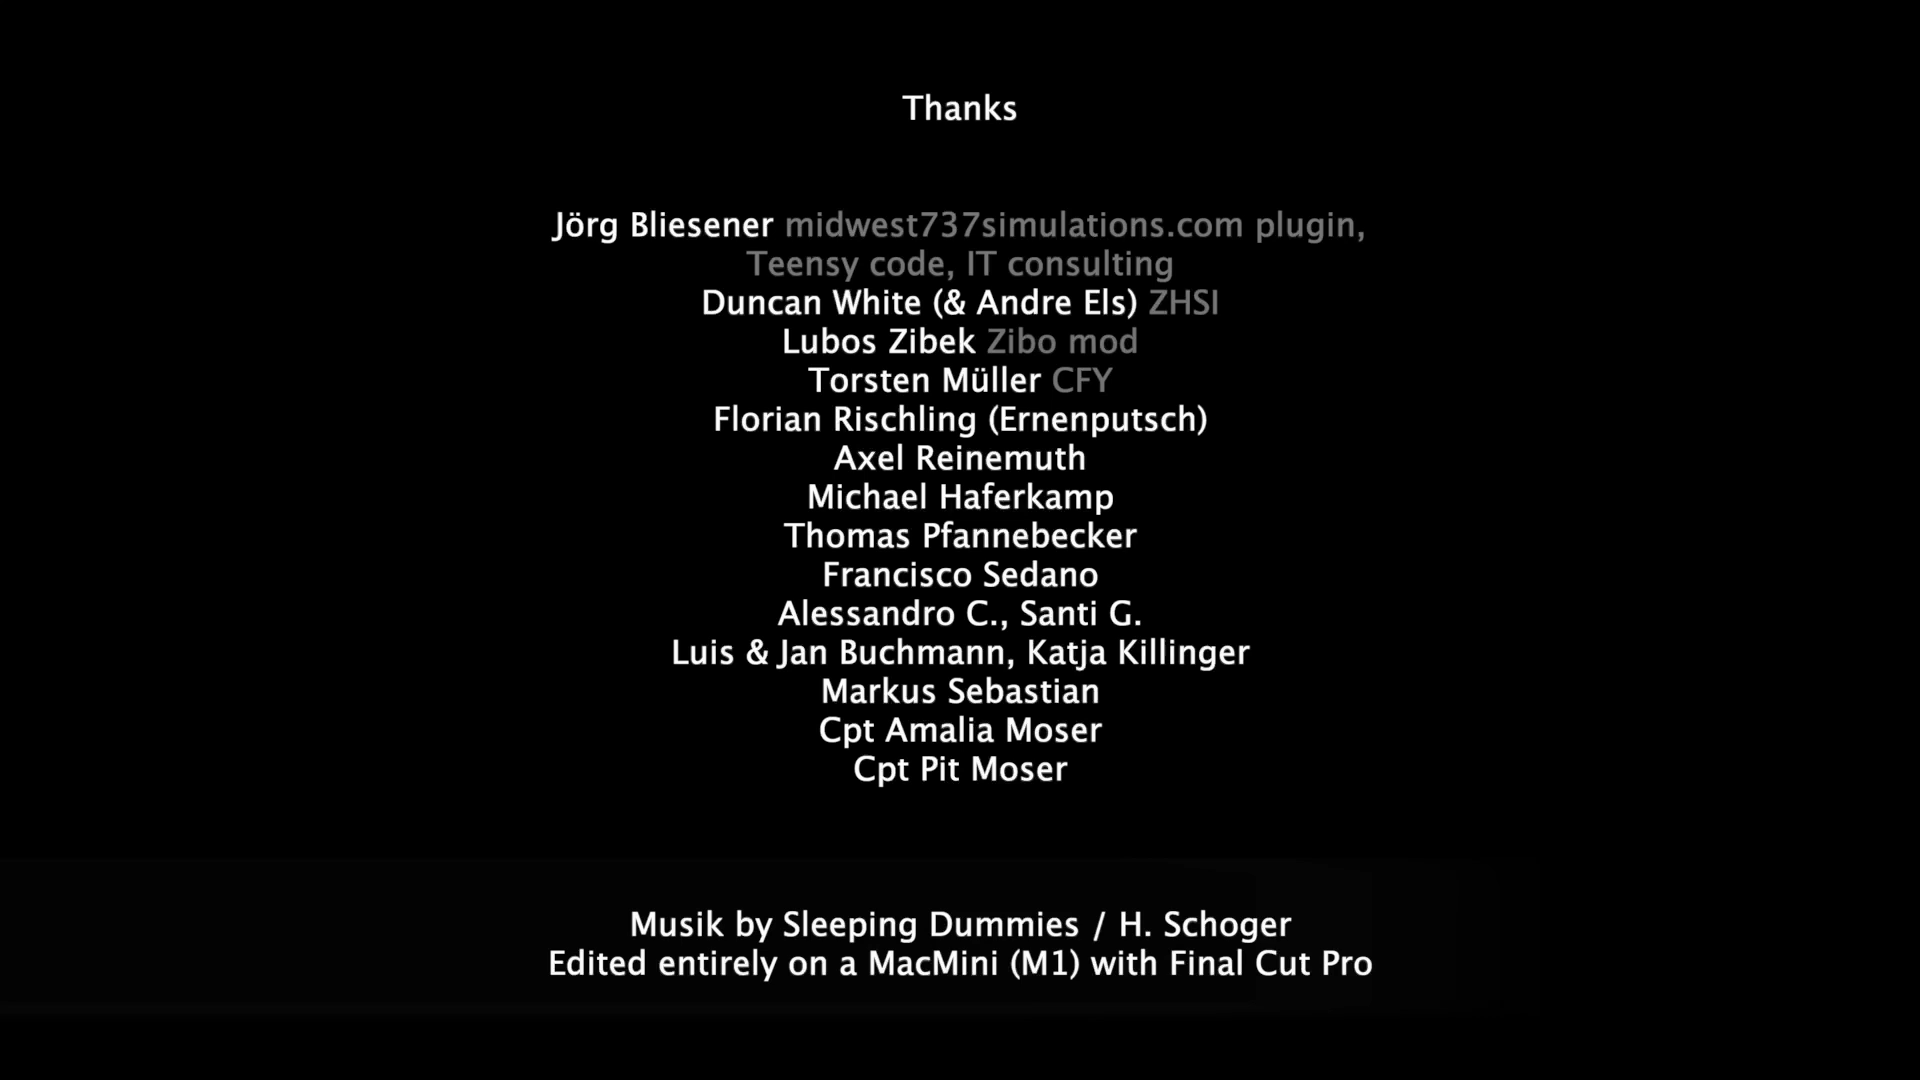 Thanks
Jörg Bliesener midwest737simulations.com plugin,
Teensy code, IT consulting
Duncan White (& Andre Els) ZHSI
Lubos Zibek Zibo mod
Torsten Müller CFY
Florian Rischling (Ernenputsch)
Axel Reinemuth
Michael Haferkamp
Thomas Pfannebecker
Francisco Sedano
Alessandro C., Santi G.
Luis & Jan Buchmann, Katja Killinger
Markus Sebastian
Cpt Amalia Moser
Cpt Pit Moser
Musik by Sleeping Dummies / H. Schoger
Edited entirely on a MacMini (M1) with Final Cut Pro